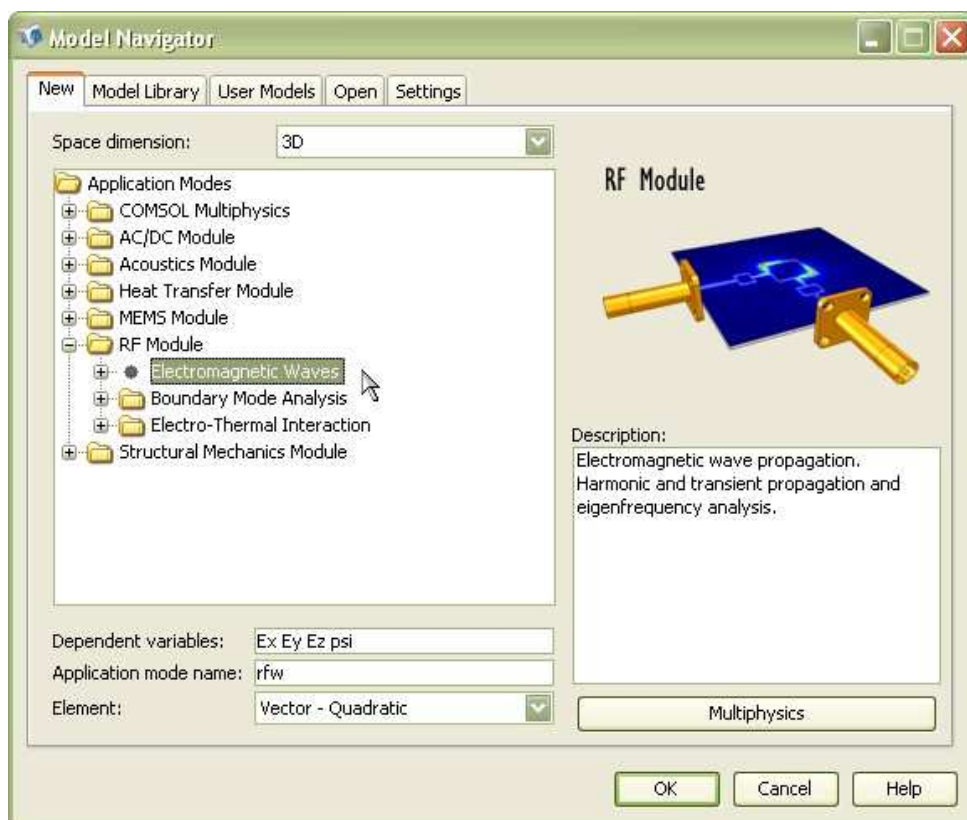 Model Navigator
New Model Library User Models Open Settings
Space dimension: 3D
Application Modes
COMSOL Multiphysics
AC/DC Module
Acoustics Module
Heat Transfer Module
MEMS Module
RF Module
Electromagnetic Waves
Boundary Mode Analysis
Electro-Thermal Interaction
Structural Mechanics Module
Dependent variables: Ex Ey Ez psi
Application mode name: rfw
Element: Vector - Quadratic
RF Module
Description:
Electromagnetic wave propagation.
Harmonic and transient propagation and
eigenfrequency analysis.
Multiphysics
OK Cancel Help